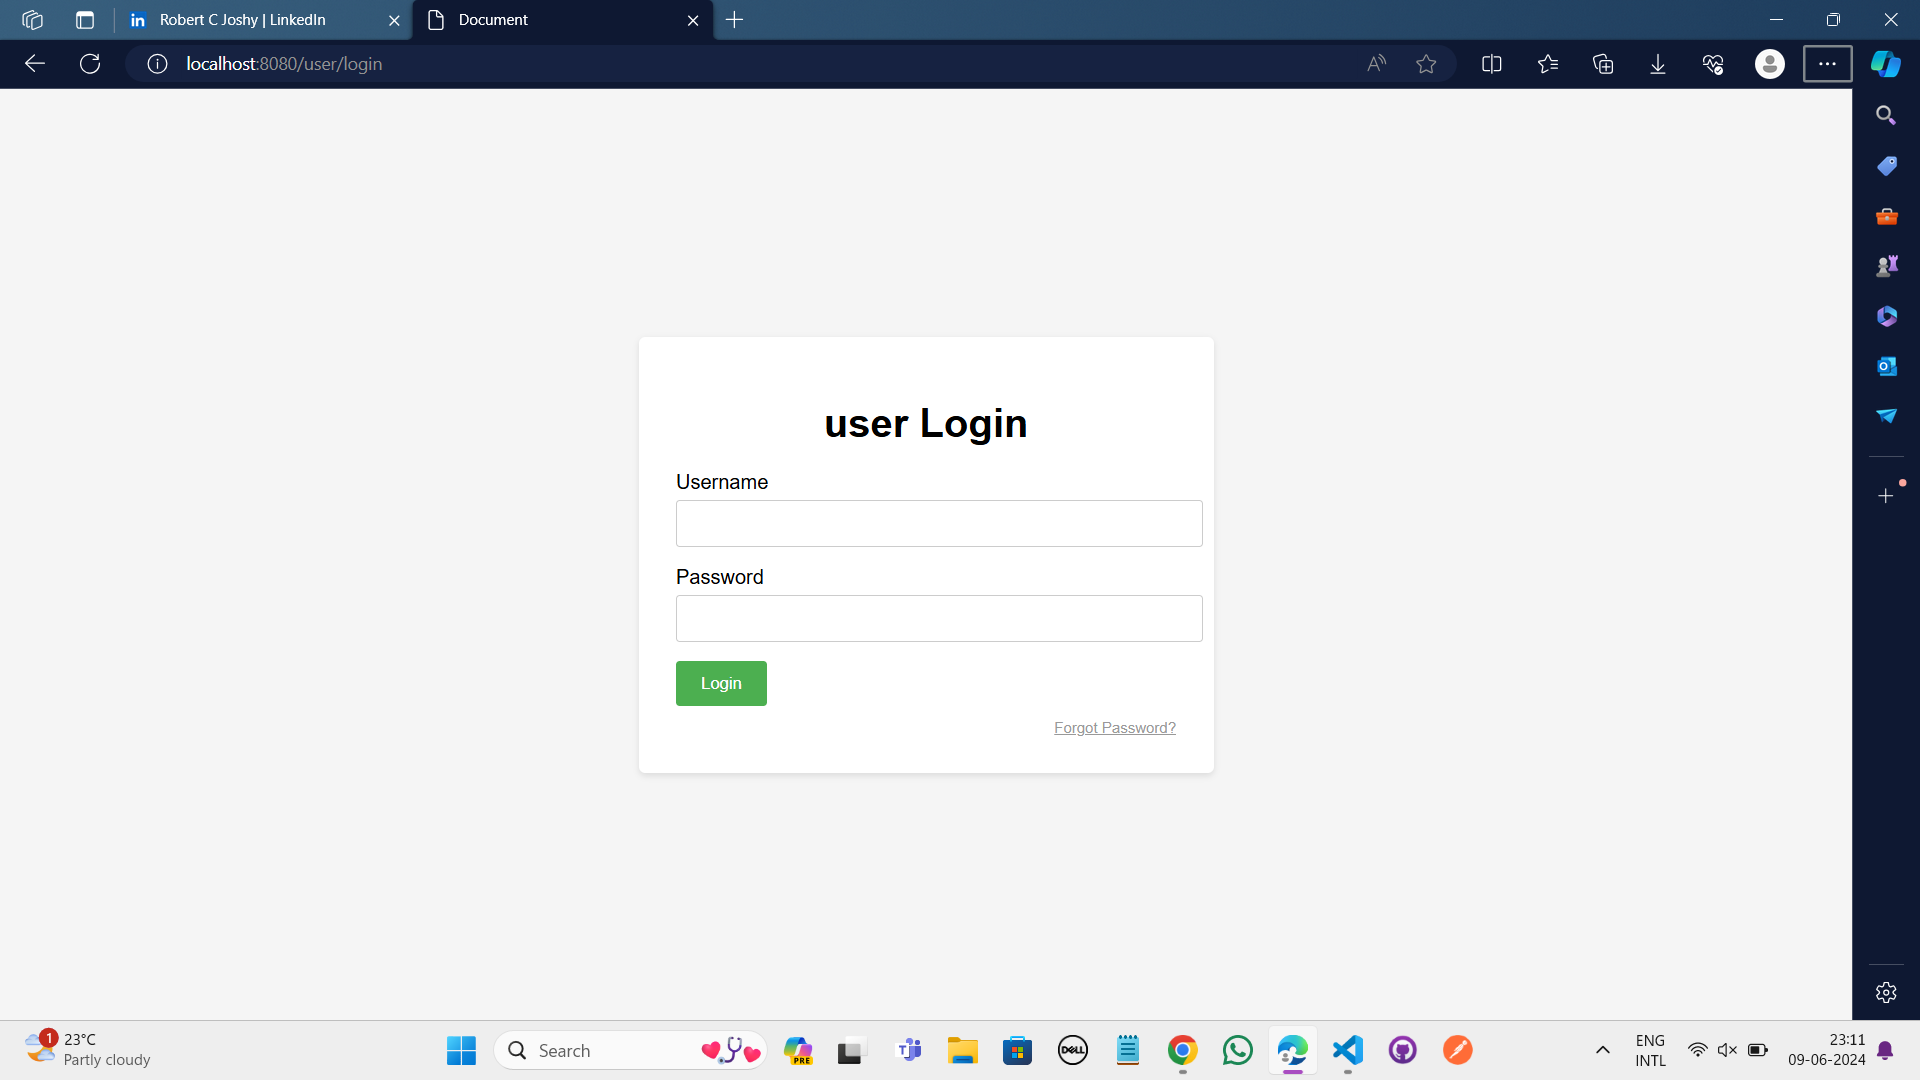 Robert C Joshy | LinkedIn
Document
localhost:8080/user/login
user Login
Username
Password
Login
Forgot Password?
1
23°C
Partly cloudy
Search
PRE
DELL
ENG
INTL
23:11
09-06-2024